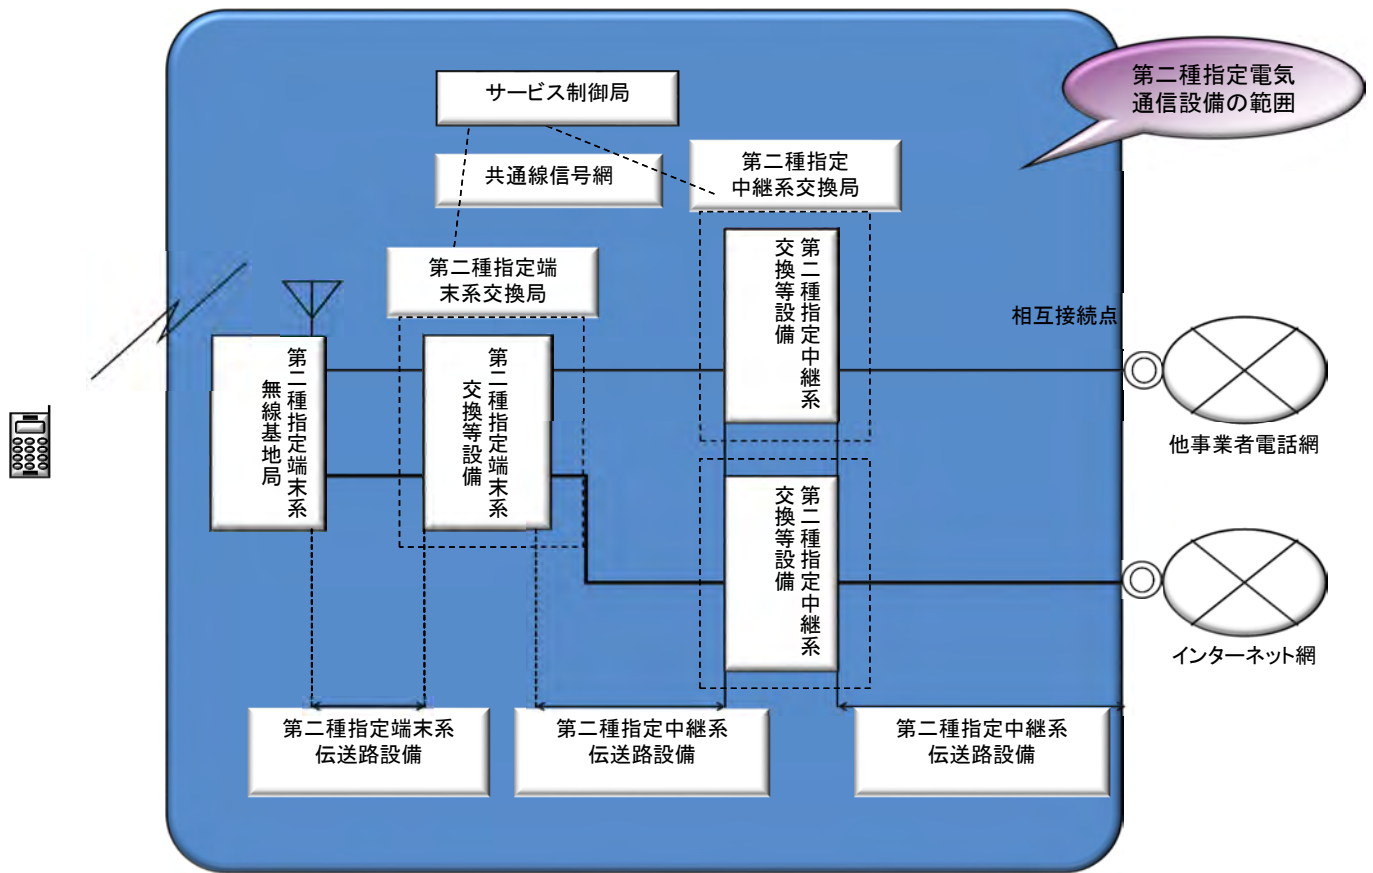 第二種指定電気
通信設備の範囲
サービス制御局
共通線信号網
第二種指定
中継系交換局
第二種指定端
末系交換局
第二種指定端末系
無線基地局
第二種指定端末系
交換等設備
第二種指定中継系
交換等設備
相互接続点
他事業者電話網
第二種指定中継系
交換等設備
インターネット網
第二種指定端末系
伝送路設備
第二種指定中継系
伝送路設備
第二種指定中継系
伝送路設備